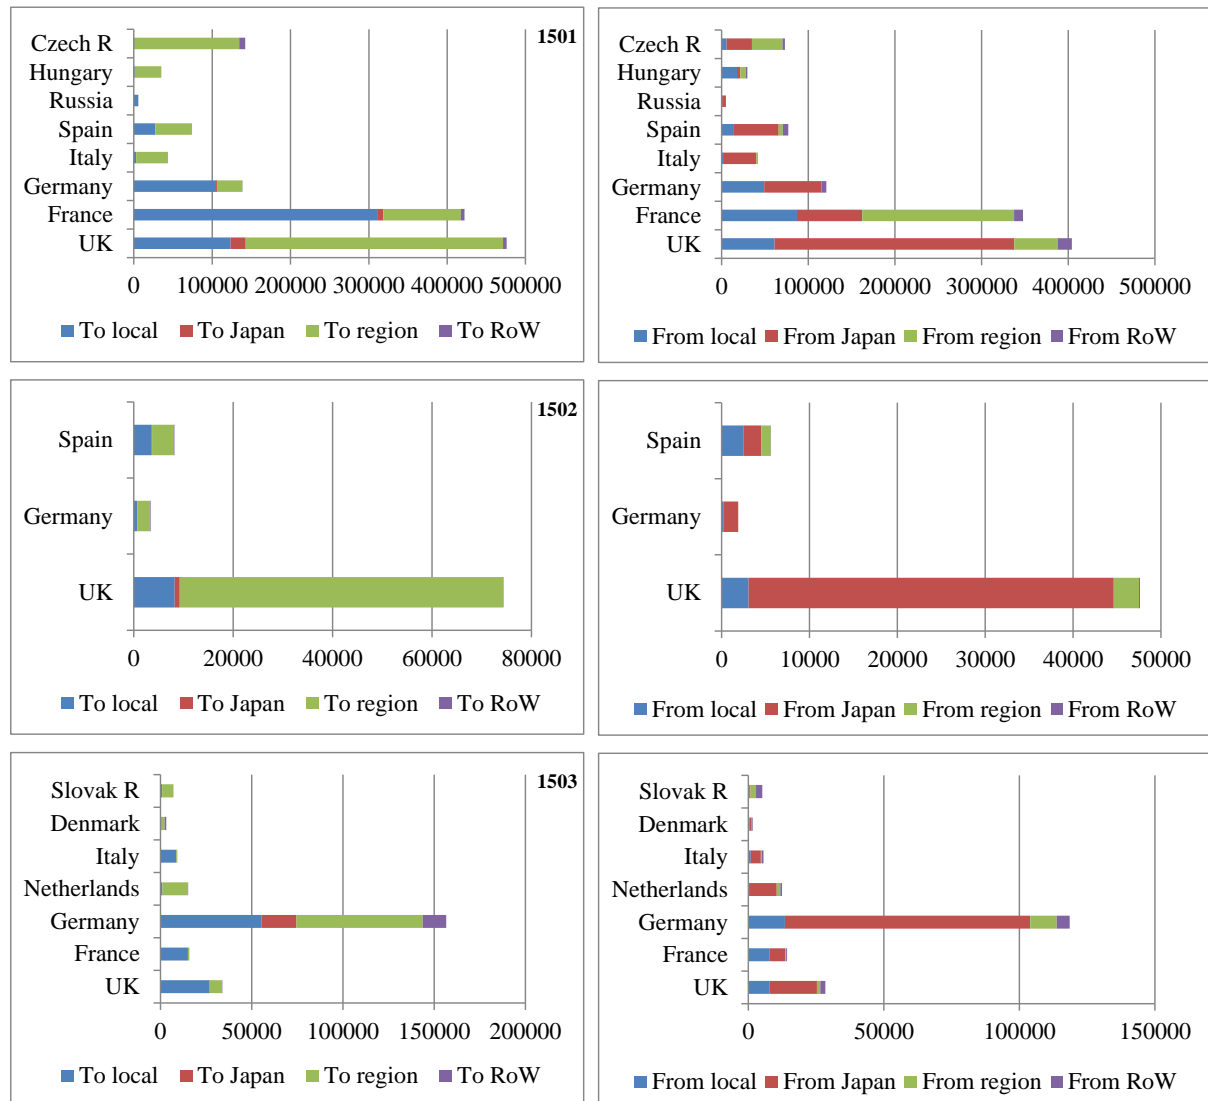 1501
Czech R
Hungary
Russia
Spain
Italy
Germany
France
UK
0 100000 200000 300000 400000 500000
To local To Japan To region To RoW
Czech R
Hungary
Russia
Spain
Italy
Germany
France
UK
0 100000 200000 300000 400000 500000
From local From Japan From region From RoW
1502
Spain
Germany
UK
0 20000 40000 60000 80000
To local To Japan To region To RoW
Spain
Germany
UK
0 10000 20000 30000 40000 50000
From local From Japan From region From RoW
1503
Slovak R
Denmark
Italy
Netherlands
Germany
France
UK
0 50000 100000 150000 200000
To local To Japan To region To RoW
Slovak R
Denmark
Italy
Netherlands
Germany
France
UK
0 50000 100000 150000
From local From Japan From region From RoW